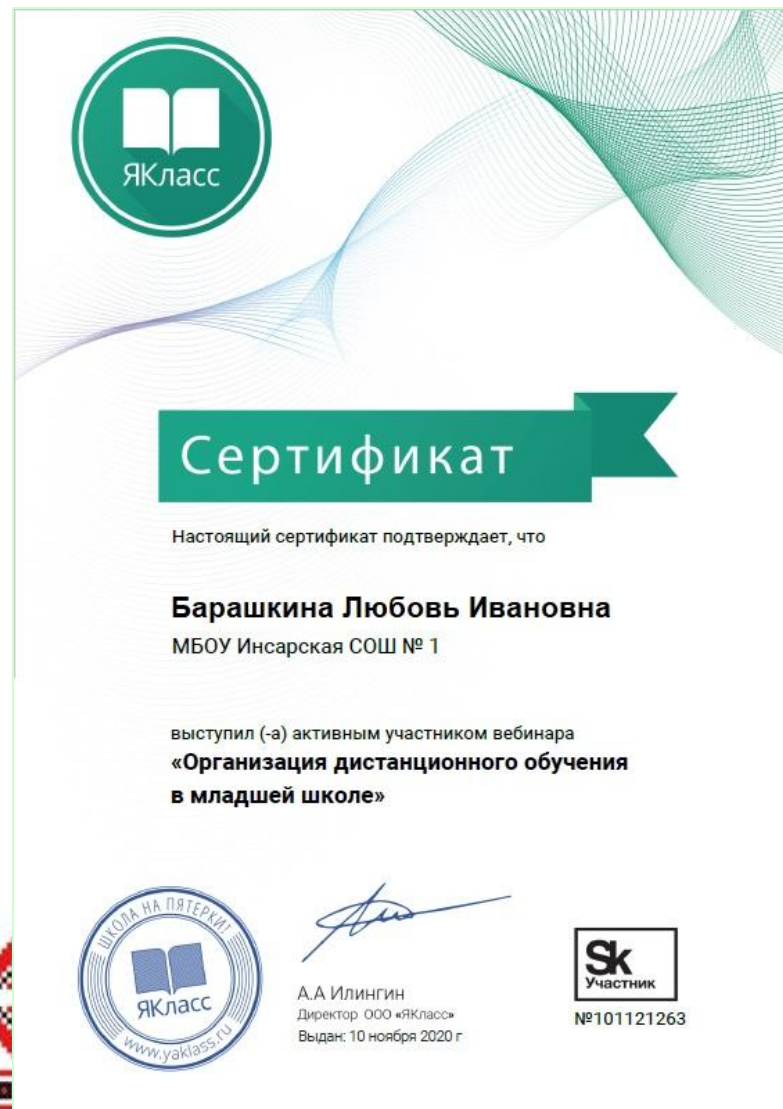 ЯКласс
Сертификат
Настоящий сертификат подтверждает, что
Барашкина Любовь Ивановна
МБОУ Инсарская СОШ № 1
выступил (-а) активным участником вебинара
«Организация дистанционного обучения
в младшей школе»
ШКОЛА НА ПЯТЕРКИ!
ЯКласс
www.yaklass.ru
А.А Илингин
Директор ООО «ЯКласс»
Выдан: 10 ноября 2020 г
Sk
Участник
№101121263